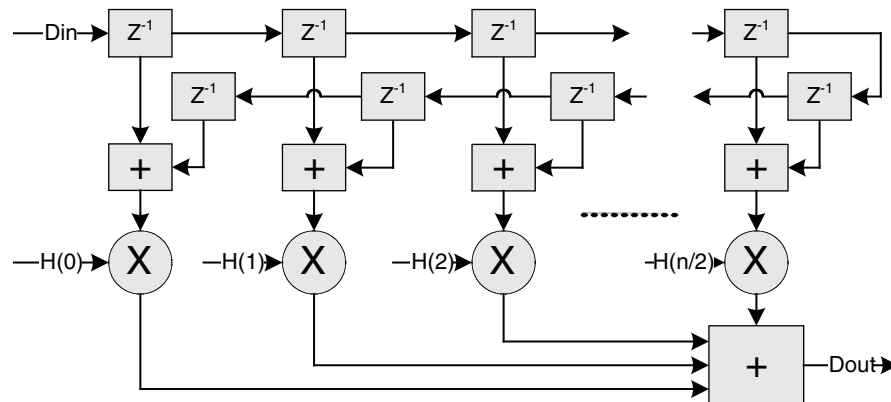 Din Z⁻¹ Z⁻¹ Z⁻¹ Z⁻¹
Z⁻¹ Z⁻¹ Z⁻¹ Z⁻¹
+ + + +
H(0) X H(1) X H(2) X H(n/2) X
+ Dout